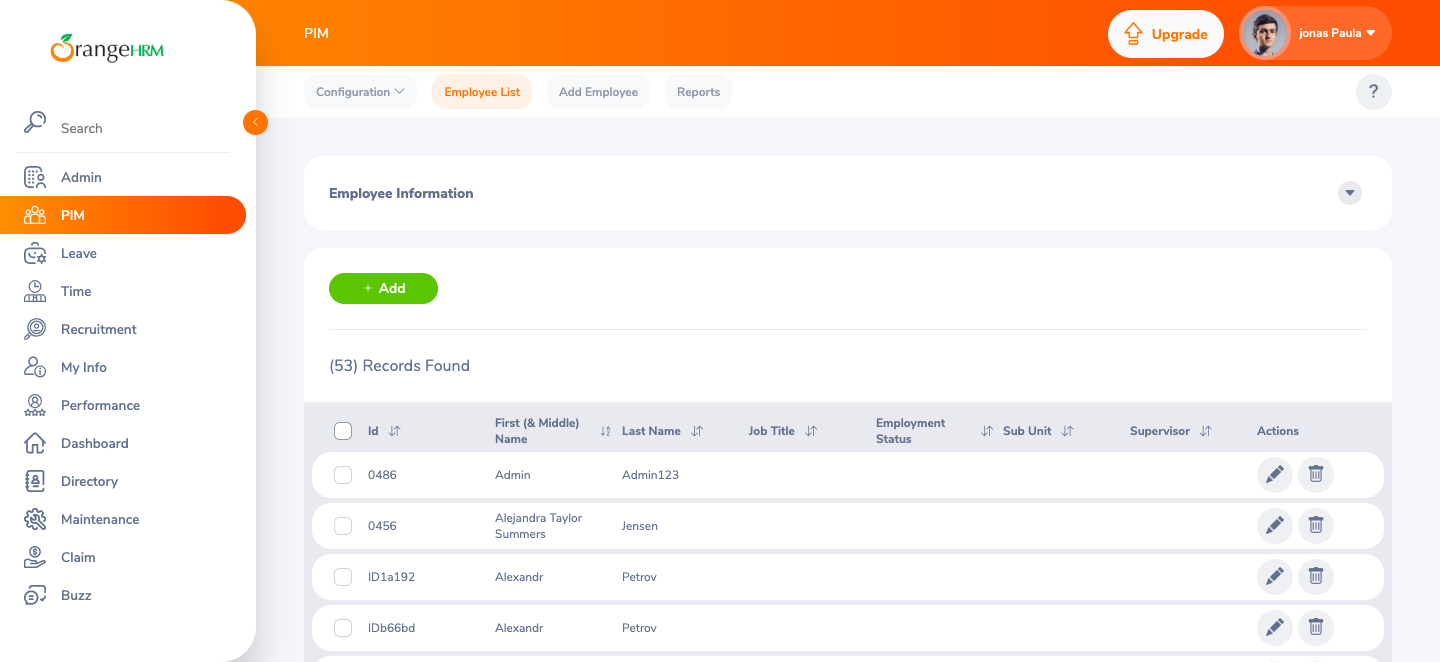 OrangeHRM
PIM
Upgrade
jonas Paula
Configuration
Employee List
Add Employee
Reports
?
Search
Admin
PIM
Leave
Time
Recruitment
My Info
Performance
Dashboard
Directory
Maintenance
Claim
Buzz
Employee Information
+ Add
(53) Records Found
Id
First (& Middle)
Name
Last Name
Job Title
Employment
Status
Sub Unit
Supervisor
Actions
0486 Admin Admin123
0456 Alejandra Taylor
Summers Jensen
ID1a192 Alexandr Petrov
IDb66bd Alexandr Petrov